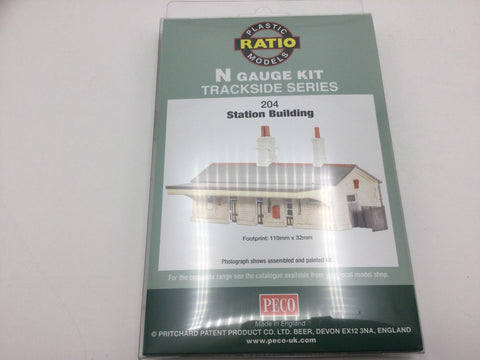 PLASTIC
RATIO
MODELS
N GAUGE KIT
TRACKSIDE SERIES
204
Station Building
Footprint: 110mm x 32mm
Photograph shows assembled and painted kit.
For the complete range see the catalogue available from your local model shop.
PECO
Made in England
© PRITCHARD PATENT PRODUCT CO. LTD. BEER, DEVON EX12 3NA, ENGLAND
www.peco-uk.com